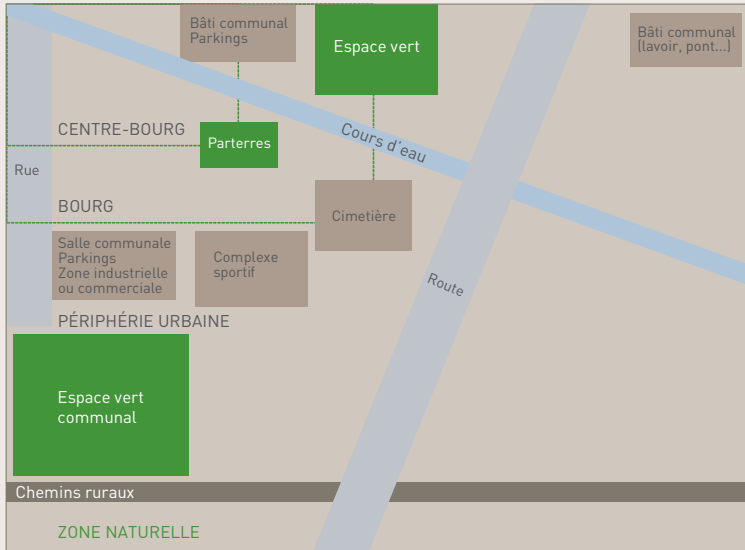 Bâti communal
Parkings
Espace vert
Bâti communal
(lavoir, pont...)
CENTRE-BOURG
Parterres
Cours d'eau
Rue
BOURG
Cimetière
Salle communale
Parkings
Zone industrielle
ou commerciale
Complexe
sportif
Route
PÉRIPHÉRIE URBAINE
Espace vert
communal
Chemins ruraux
ZONE NATURELLE